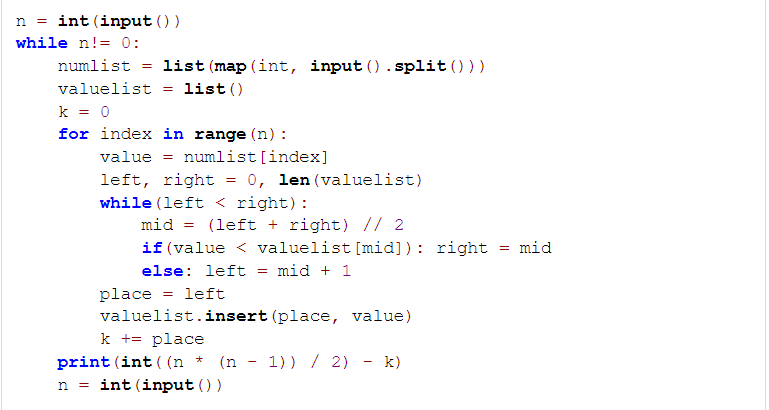 n = int(input())
while n!= 0:
    numlist = list(map(int, input().split()))
    valuelist = list()
    k = 0
    for index in range(n):
        value = numlist[index]
        left, right = 0, len(valuelist)
        while(left < right):
            mid = (left + right) // 2
            if(value < valuelist[mid]): right = mid
            else: left = mid + 1
        place = left
        valuelist.insert(place, value)
        k += place
    print(int((n * (n - 1)) / 2) - k)
    n = int(input())